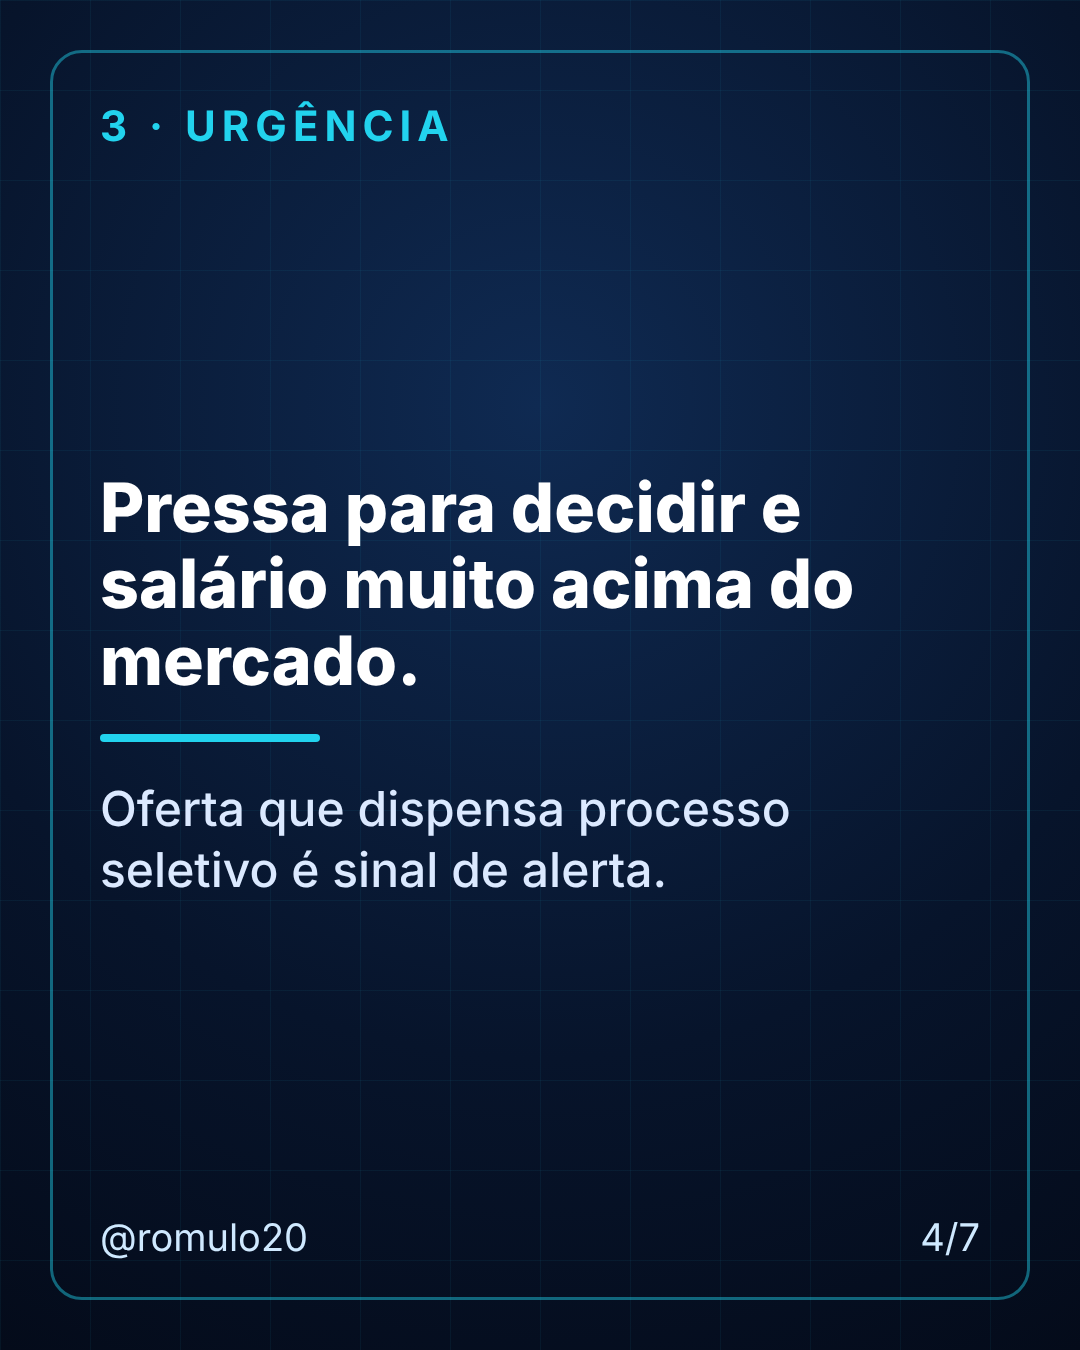 3 · URGÊNCIA
Pressa para decidir e
salário muito acima do
mercado.
Oferta que dispensa processo
seletivo é sinal de alerta.
@romulo20
4/7